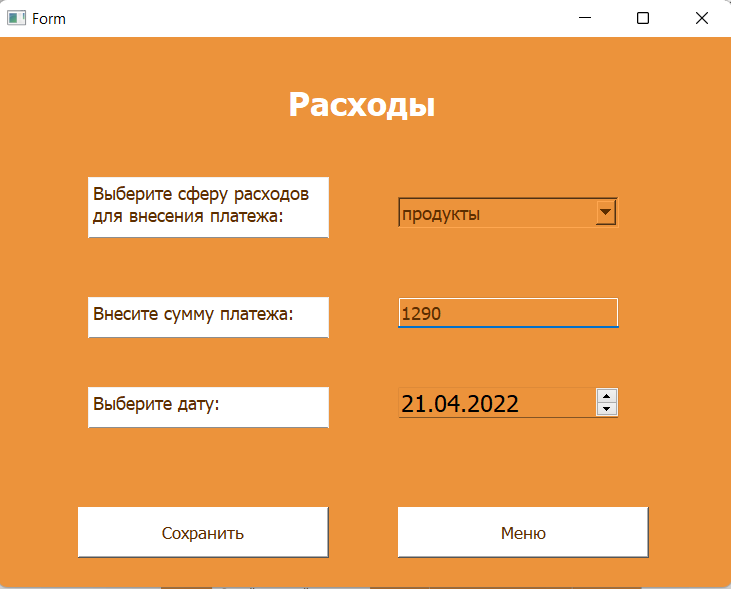 Form
Расходы
Выберите сферу расходов
для внесения платежа:
продукты
Внесите сумму платежа:
1290
Выберите дату:
21.04.2022
Сохранить
Меню